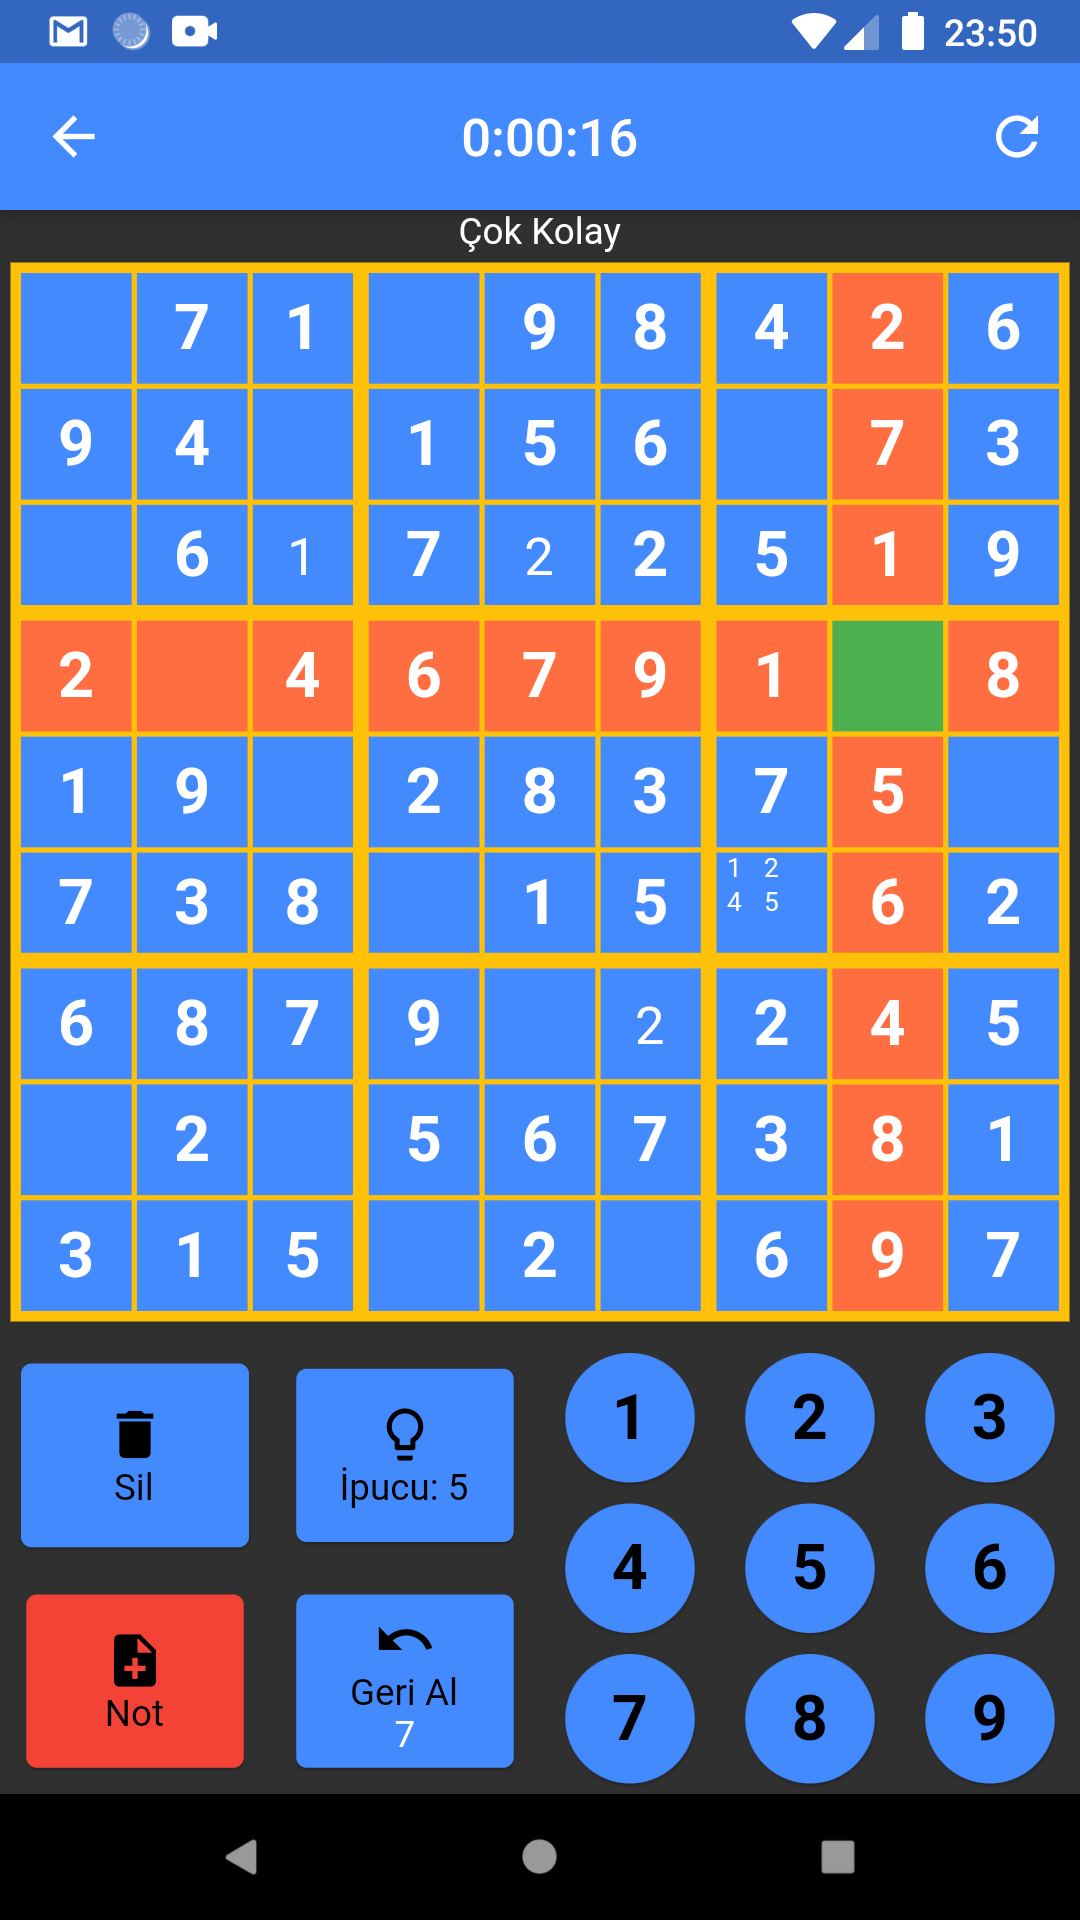 23:50
0:00:16
Çok Kolay
7 1 9 8 4 2 6
9 4 1 5 6 7 3
6 1 7 2 2 5 1 9
2 4 6 7 9 1 8
1 9 2 8 3 7 5
7 3 8 1 5 1 2 6 2
4 5
6 8 7 9 2 2 4 5
2 5 6 7 3 8 1
3 1 5 2 6 9 7
Sil
İpucu: 5
Not
Geri Al
7
1 2 3
4 5 6
7 8 9